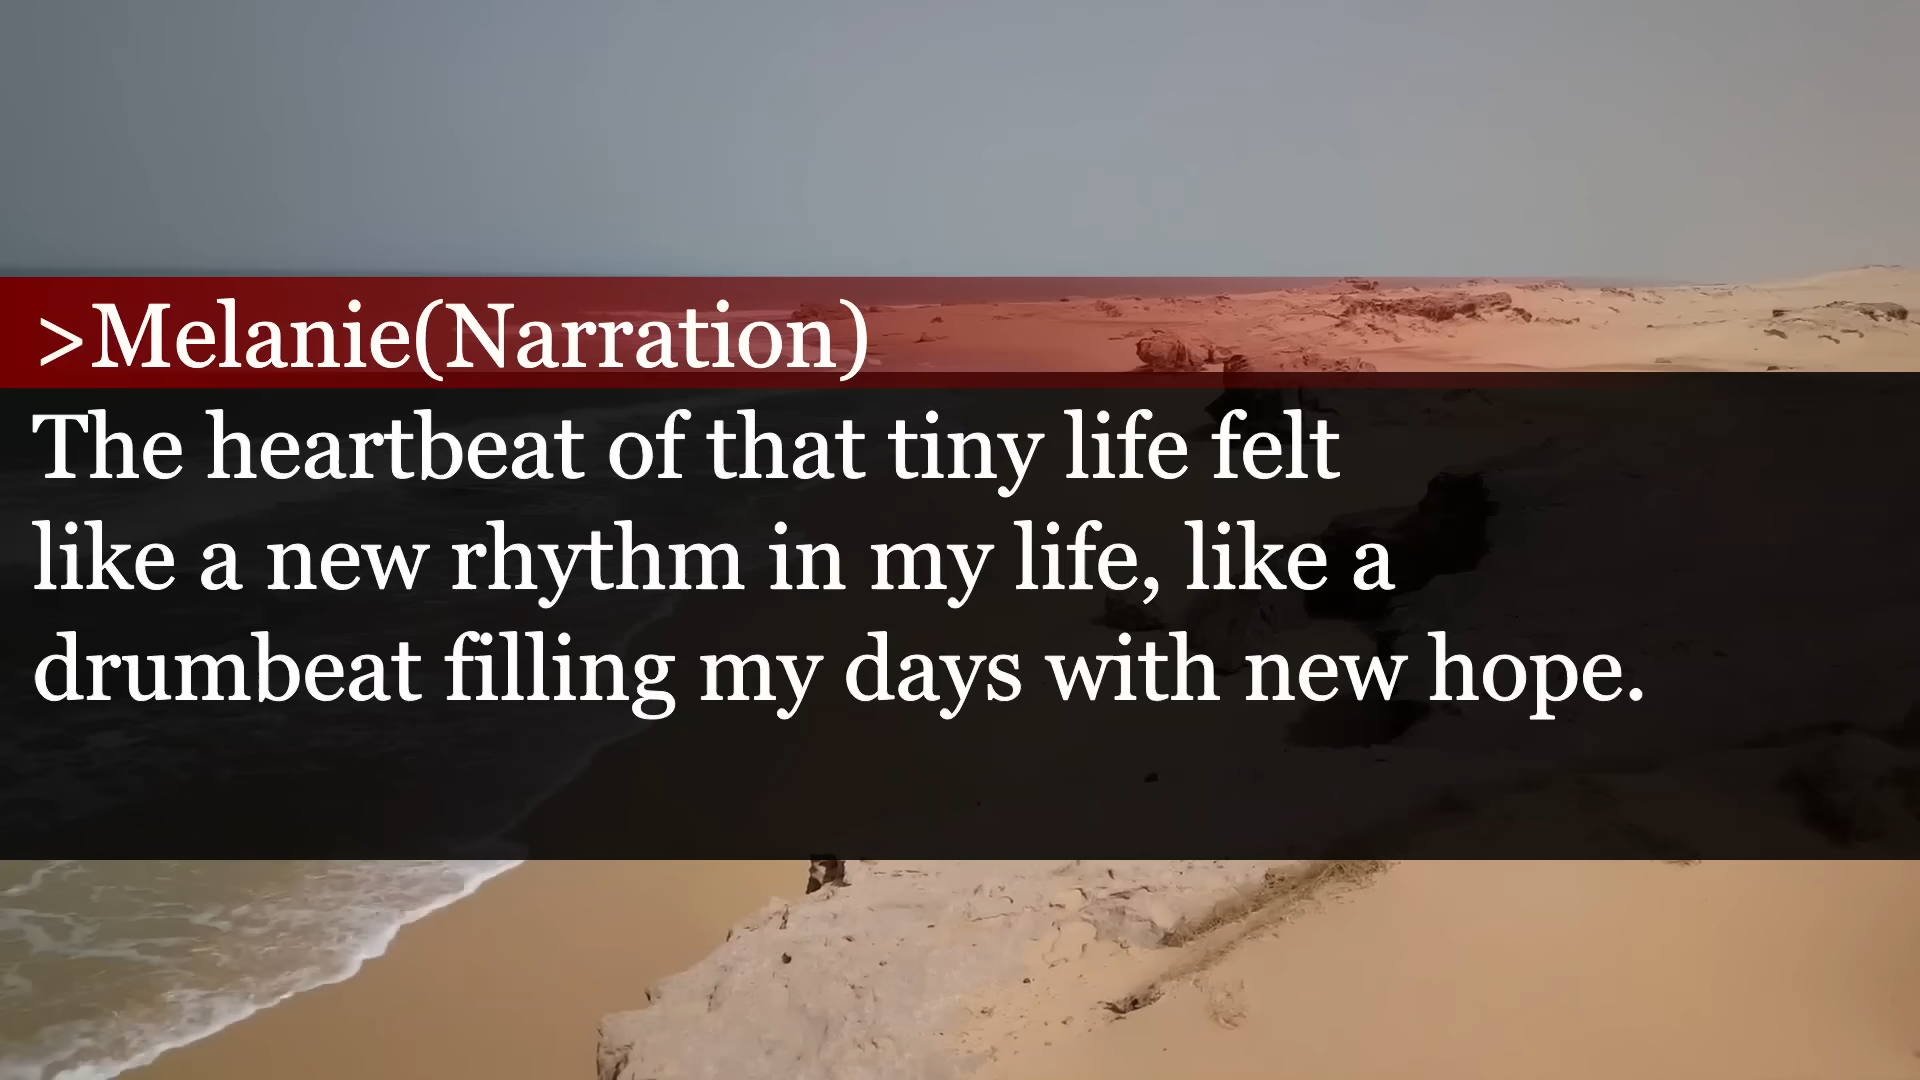 >Melanie(Narration)
The heartbeat of that tiny life felt
like a new rhythm in my life, like a
drumbeat filling my days with new hope.